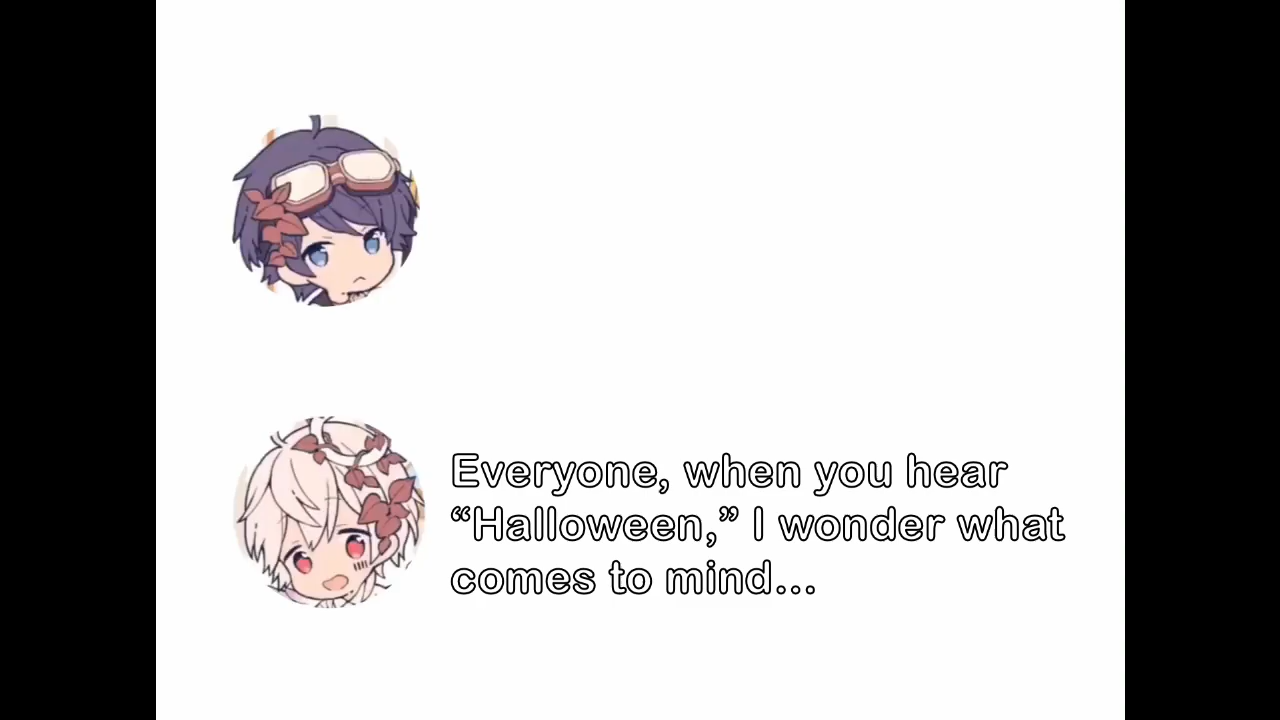 Everyone, when you hear
“Halloween,” I wonder what
comes to mind...